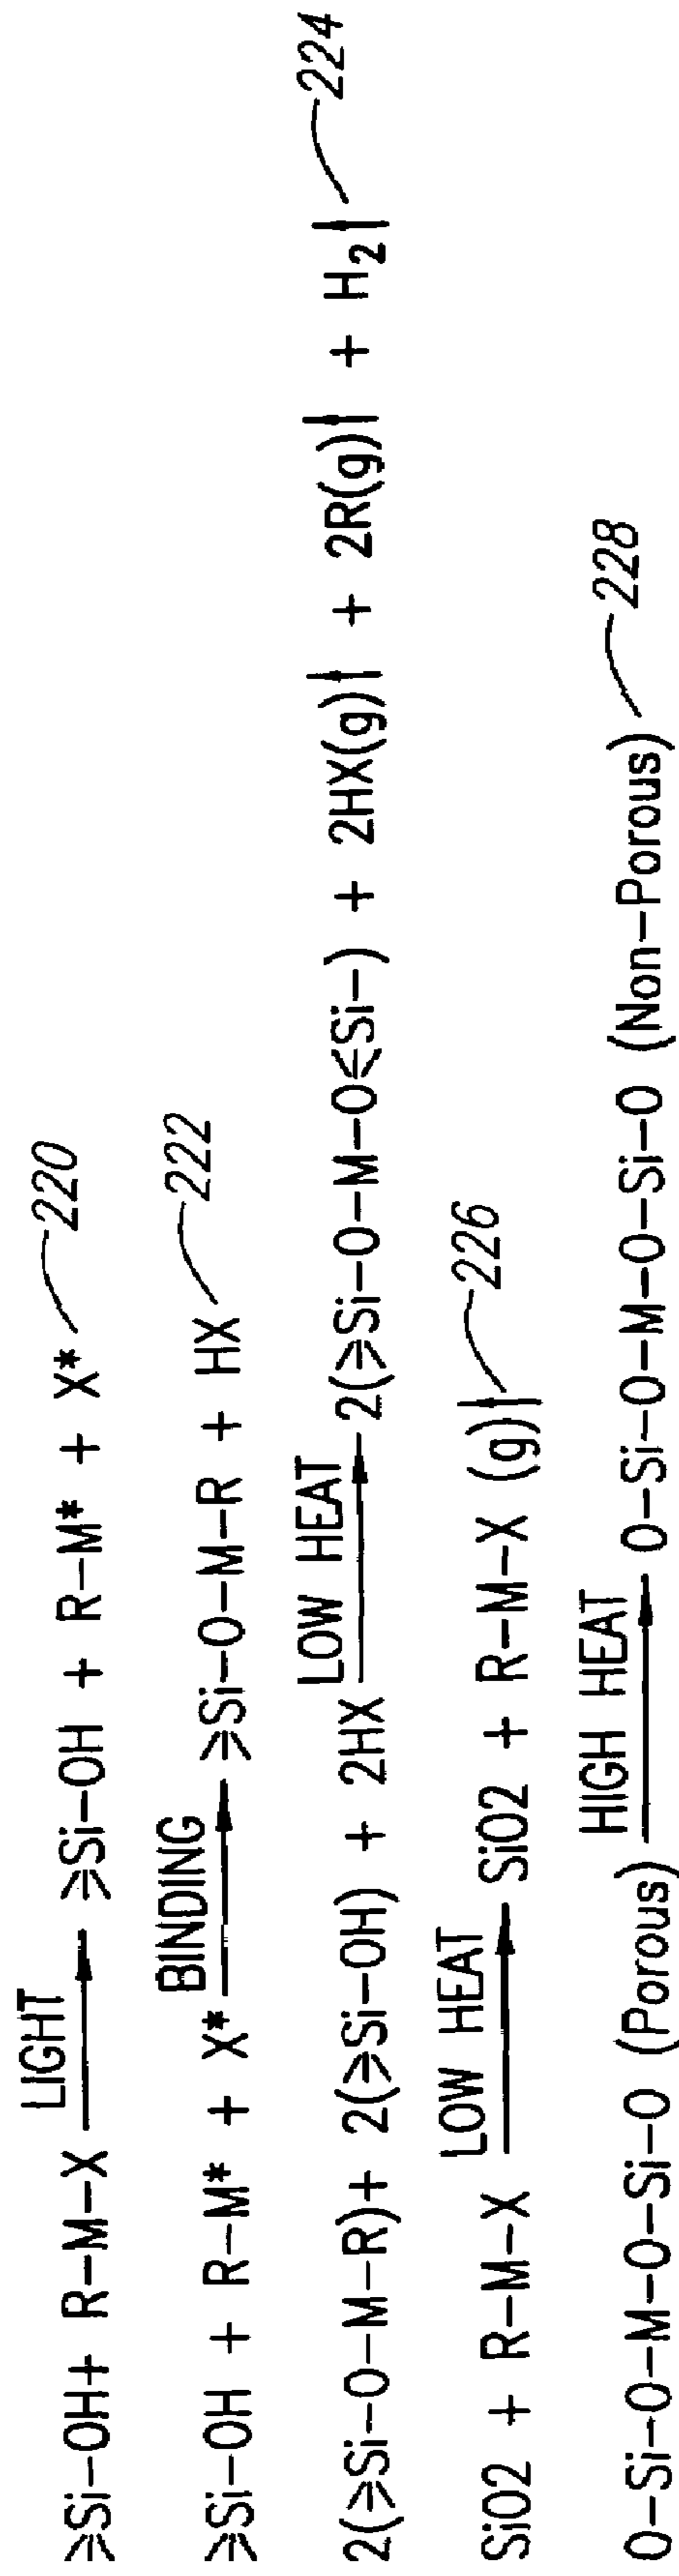 LIGHT
⩾Si-OH+ R-M-X ⟶ ⩾Si-OH + R-M* + X* 220
BINDING
⩾Si-OH + R-M* + X* ⟶ ⩾Si-O-M-R + HX 222
LOW HEAT
2(⩾Si-O-M-R)+ 2(⩾Si-OH) + 2HX ⟶ 2(⩾Si-O-M-O⩽Si-) + 2HX(g)↑ + 2R(g)↑ + H₂↑ 224
LOW HEAT
SiO2 + R-M-X ⟶ SiO2 + R-M-X (g)↑ 226
HIGH HEAT
O-Si-O-M-O-Si-O (Porous) ⟶ O-Si-O-M-O-Si-O (Non-Porous) 228